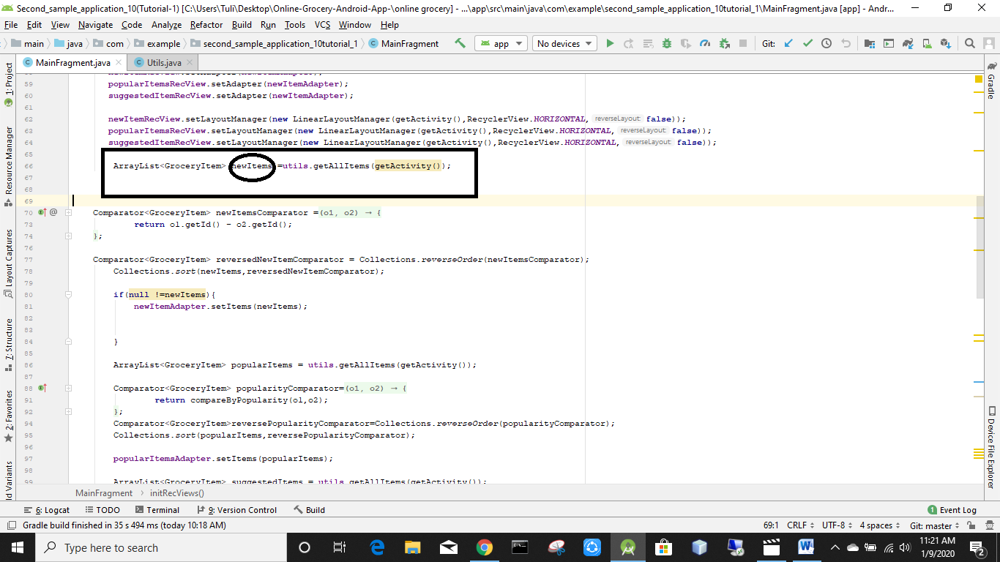 Second_sample_application_10(Tutorial-1) [C:\Users\Tuli\Desktop\Online-Grocery-Android-App-\online grocery] - ...\app\src\main\java\com\example\second_sample_application_10tutorial_1\MainFragment.java [app] - Andr...
File Edit View Navigate Code Analyze Refactor Build Run Tools VCS Window Help
main java com example second_sample_application_10tutorial_1 MainFragment app No devices Git:
MainFragment.java Utils.java
1: Project
Resource Manager
Layout Captures
7: Structure
2: Favorites
Gradle
Device File Explorer
59 popularItemsRecView.setAdapter(newItemAdapter);
60 suggestedItemRecView.setAdapter(newItemAdapter);
61
62 newItemRecView.setLayoutManager(new LinearLayoutManager(getActivity(),RecyclerView.HORIZONTAL, reverseLayout: false));
63 popularItemsRecView.setLayoutManager(new LinearLayoutManager(getActivity(),RecyclerView.HORIZONTAL, reverseLayout: false));
64 suggestedItemRecView.setLayoutManager(new LinearLayoutManager(getActivity(),RecyclerView.HORIZONTAL, reverseLayout: false));
65
66 ArrayList<GroceryItem> newItems =utils.getAllItems(getActivity());
67
68
69
70 Comparator<GroceryItem> newItemsComparator =(o1, o2) → {
73 return o1.getId() - o2.getId();
74 };
76
77 Comparator<GroceryItem> reversedNewItemComparator = Collections.reverseOrder(newItemsComparator);
78 Collections.sort(newItems,reversedNewItemComparator);
79
80 if(null !=newItems){
81 newItemAdapter.setItems(newItems);
82
83
84 }
85
86 ArrayList<GroceryItem> popularItems = utils.getAllItems(getActivity());
87
88 Comparator<GroceryItem> popularityComparator=(o1, o2) → {
91 return compareByPopularity(o1,o2);
92 };
94 Comparator<GroceryItem>reversePopularityComparator=Collections.reverseOrder(popularityComparator);
95 Collections.sort(popularItems,reversePopularityComparator);
96
97 popularItemsAdapter.setItems(popularItems);
98
99 ArrayList<GroceryItem> suggestedItems = utils.getAllItems(getActivity());
MainFragment initRecViews()
6: Logcat TODO Terminal 9: Version Control Build 1 Event Log
Gradle build finished in 35 s 494 ms (today 10:18 AM) 69:1 CRLF UTF-8 4 spaces Git: master
Type here to search
11:21 AM
1/9/2020
2